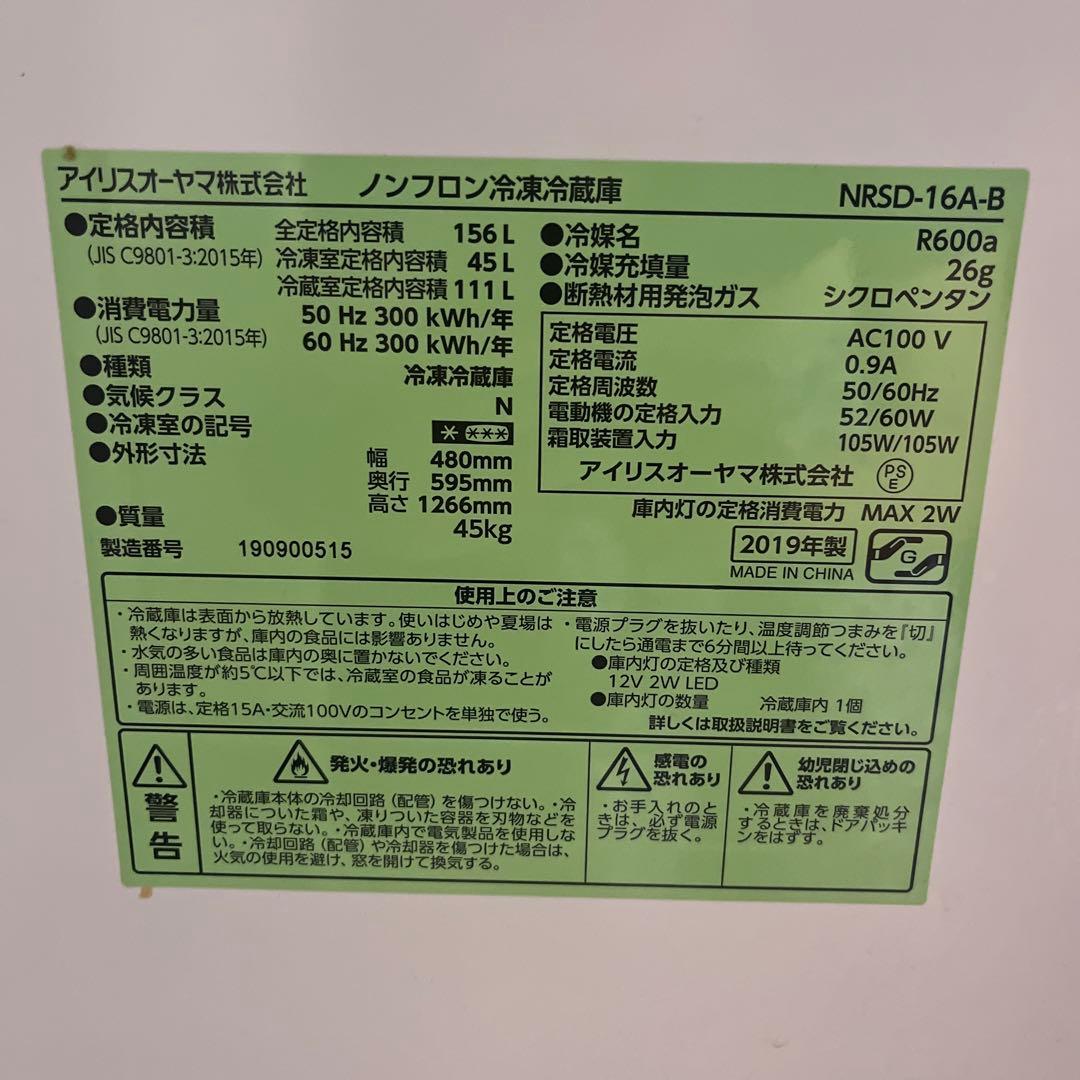 アイリスオーヤマ株式会社 ノンフロン冷凍冷蔵庫 NRSD-16A-B
●定格内容積 全定格内容積 156 L
(JIS C9801-3:2015年) 冷凍室定格内容積 45 L
冷蔵室定格内容積 111 L
●消費電力量 50 Hz 300 kWh/年
(JIS C9801-3:2015年) 60 Hz 300 kWh/年
●種類 冷凍冷蔵庫
●気候クラス N
●冷凍室の記号 * ***
●外形寸法 幅 480mm
奥行 595mm
高さ 1266mm
●質量 45kg
製造番号 190900515
●冷媒名 R600a
●冷媒充填量 26g
●断熱材用発泡ガス シクロペンタン
定格電圧 AC100 V
定格電流 0.9A
定格周波数 50/60Hz
電動機の定格入力 52/60W
霜取装置入力 105W/105W
アイリスオーヤマ株式会社 PSE
庫内灯の定格消費電力 MAX 2W
2019年製
MADE IN CHINA
G
使用上のご注意
・冷蔵庫は表面から放熱しています。使いはじめや夏場は
熱くなりますが、庫内の食品には影響ありません。
・水気の多い食品は庫内の奥に置かないでください。
・周囲温度が約5℃以下では、冷蔵室の食品が凍ることが
あります。
・電源は、定格15A・交流100Vのコンセントを単独で使う。
・電源プラグを抜いたり、温度調節つまみを『切』
にしたら通電まで6分間以上待ってください。
●庫内灯の定格及び種類
12V 2W LED
●庫内灯の数量 冷蔵庫内 1個
詳しくは取扱説明書をご覧ください。
警告
発火・爆発の恐れあり
・冷蔵庫本体の冷却回路（配管）を傷つけない。・冷
却器についた霜や、凍りついた容器を刃物などを
使って取らない。・冷蔵庫内で電気製品を使用しな
い。・冷却回路（配管）や冷却器を傷つけた場合は、
火気の使用を避け、窓を開けて換気する。
感電の
恐れあり
・お手入れのと
きは、必ず電源
プラグを抜く。
幼児閉じ込めの
恐れあり
・冷蔵庫を廃棄処分
するときは、ドアパッキ
ンをはずす。